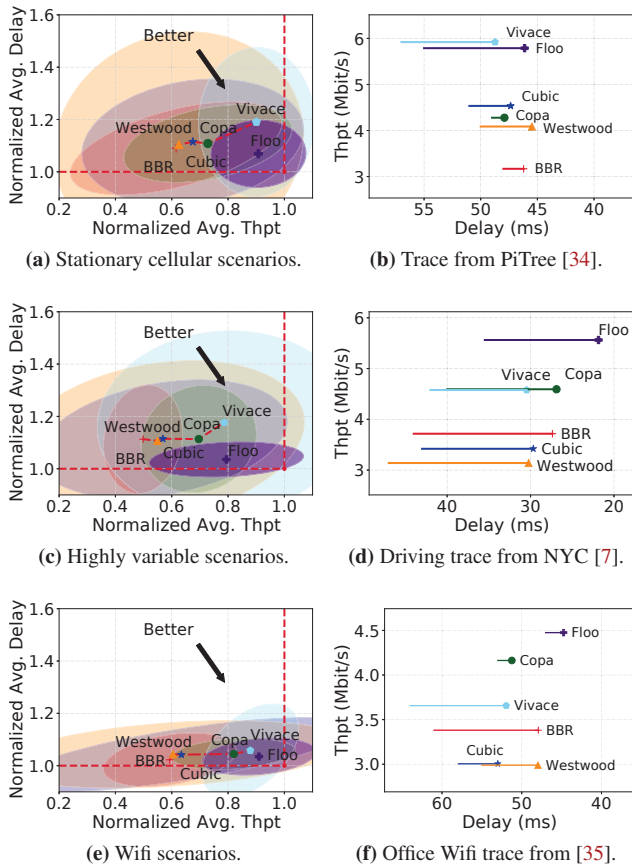 Normalized Avg. Delay
1.6
1.4
1.2
1.0
Better
Vivace
Westwood
Copa
BBR
Cubic
Floo
0.2 0.4 0.6 0.8 1.0
Normalized Avg. Thpt
(a) Stationary cellular scenarios.
Thpt (Mbit/s)
6
5
4
3
Vivace
Floo
Cubic
Copa
Westwood
BBR
55 50 45 40
Delay (ms)
(b) Trace from PiTree [34].
Normalized Avg. Delay
1.6
1.4
1.2
1.0
Better
Vivace
Westwood
Copa
BBR
Cubic
Floo
0.2 0.4 0.6 0.8 1.0
Normalized Avg. Thpt
(c) Highly variable scenarios.
Thpt (Mbit/s)
6
5
4
3
Floo
Vivace
Copa
BBR
Cubic
Westwood
40 30 20
Delay (ms)
(d) Driving trace from NYC [7].
Normalized Avg. Delay
1.6
1.4
1.2
1.0
Better
Westwood
Copa
Vivace
BBR
Cubic
Floo
0.2 0.4 0.6 0.8 1.0
Normalized Avg. Thpt
(e) Wifi scenarios.
Thpt (Mbit/s)
4.5
4.0
3.5
3.0
Floo
Copa
Vivace
BBR
Cubic
Westwood
60 50 40
Delay (ms)
(f) Office Wifi trace from [35].